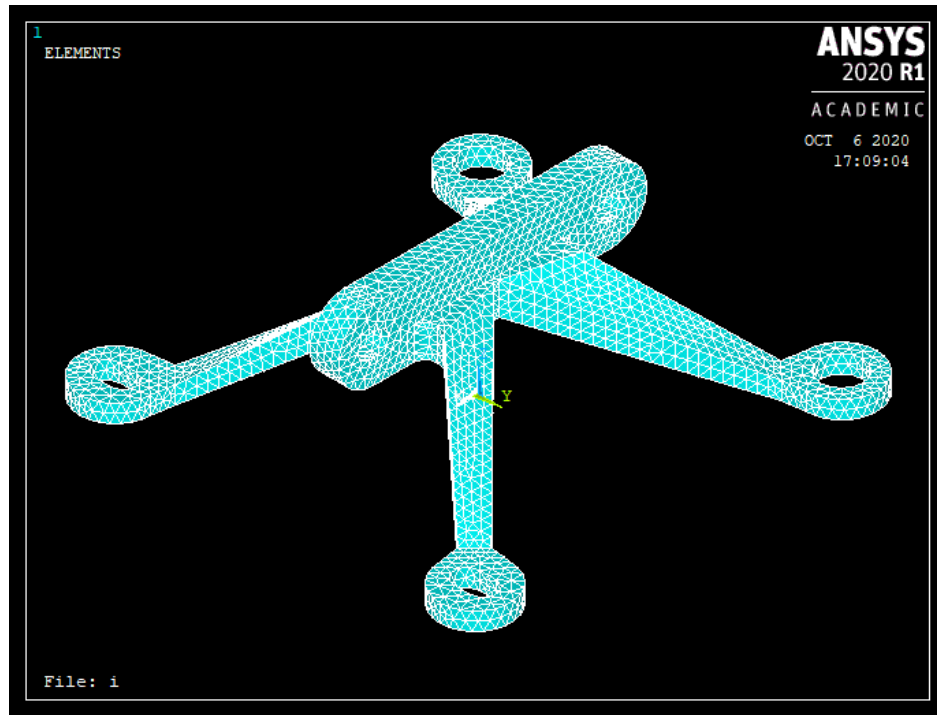 1
ELEMENTS
ANSYS
2020 R1
ACADEMIC
OCT 6 2020
17:09:04
Y
File: i